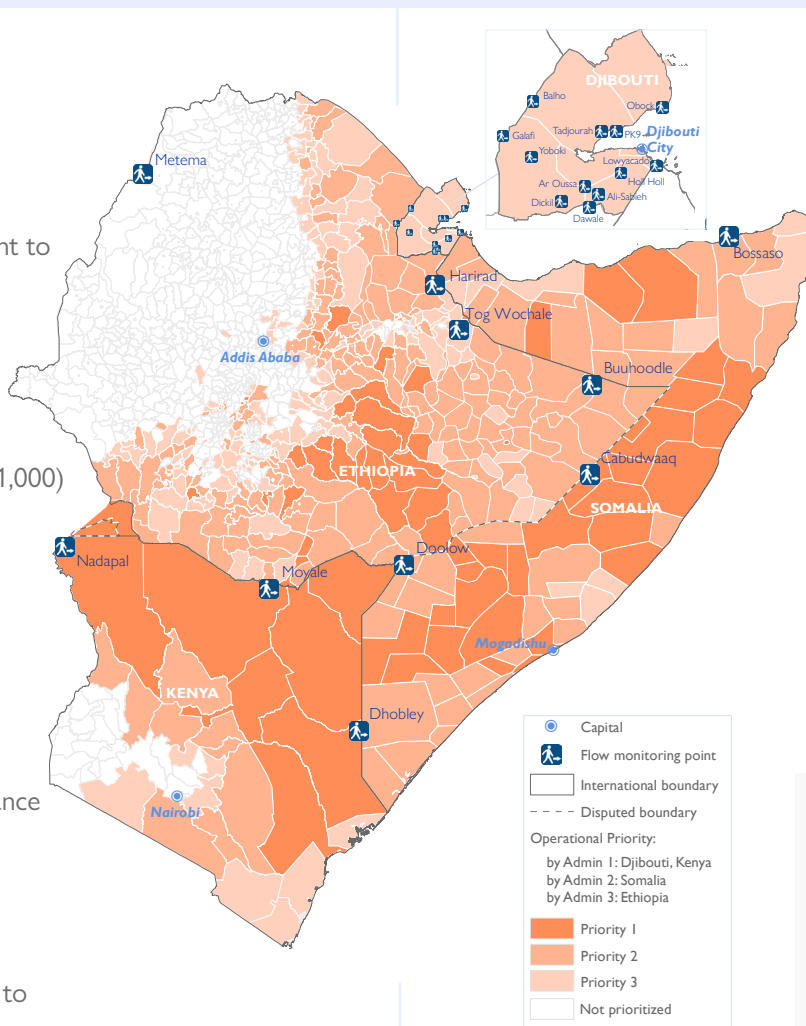 DJIBOUTI
Balho
Obock
Galafi
Tadjourah
PK9
Djibouti
City
Yoboki
Lowyacado
Holl Holl
Ar Oussa
Ali-Sabieh
Dickil
Dawale
Metema
nt to
Bossaso
Harirad
Tog Wochale
Addis Ababa
Buuhoodle
Cabudwaaq
ETHIOPIA
1,000)
SOMALIA
Nadapal
Doolow
Moyale
Mogadishu
KENYA
Dhobley
Nairobi
ance
to
Capital
Flow monitoring point
International boundary
Disputed boundary
Operational Priority:
by Admin 1: Djibouti, Kenya
by Admin 2: Somalia
by Admin 3: Ethiopia
Priority 1
Priority 2
Priority 3
Not prioritized